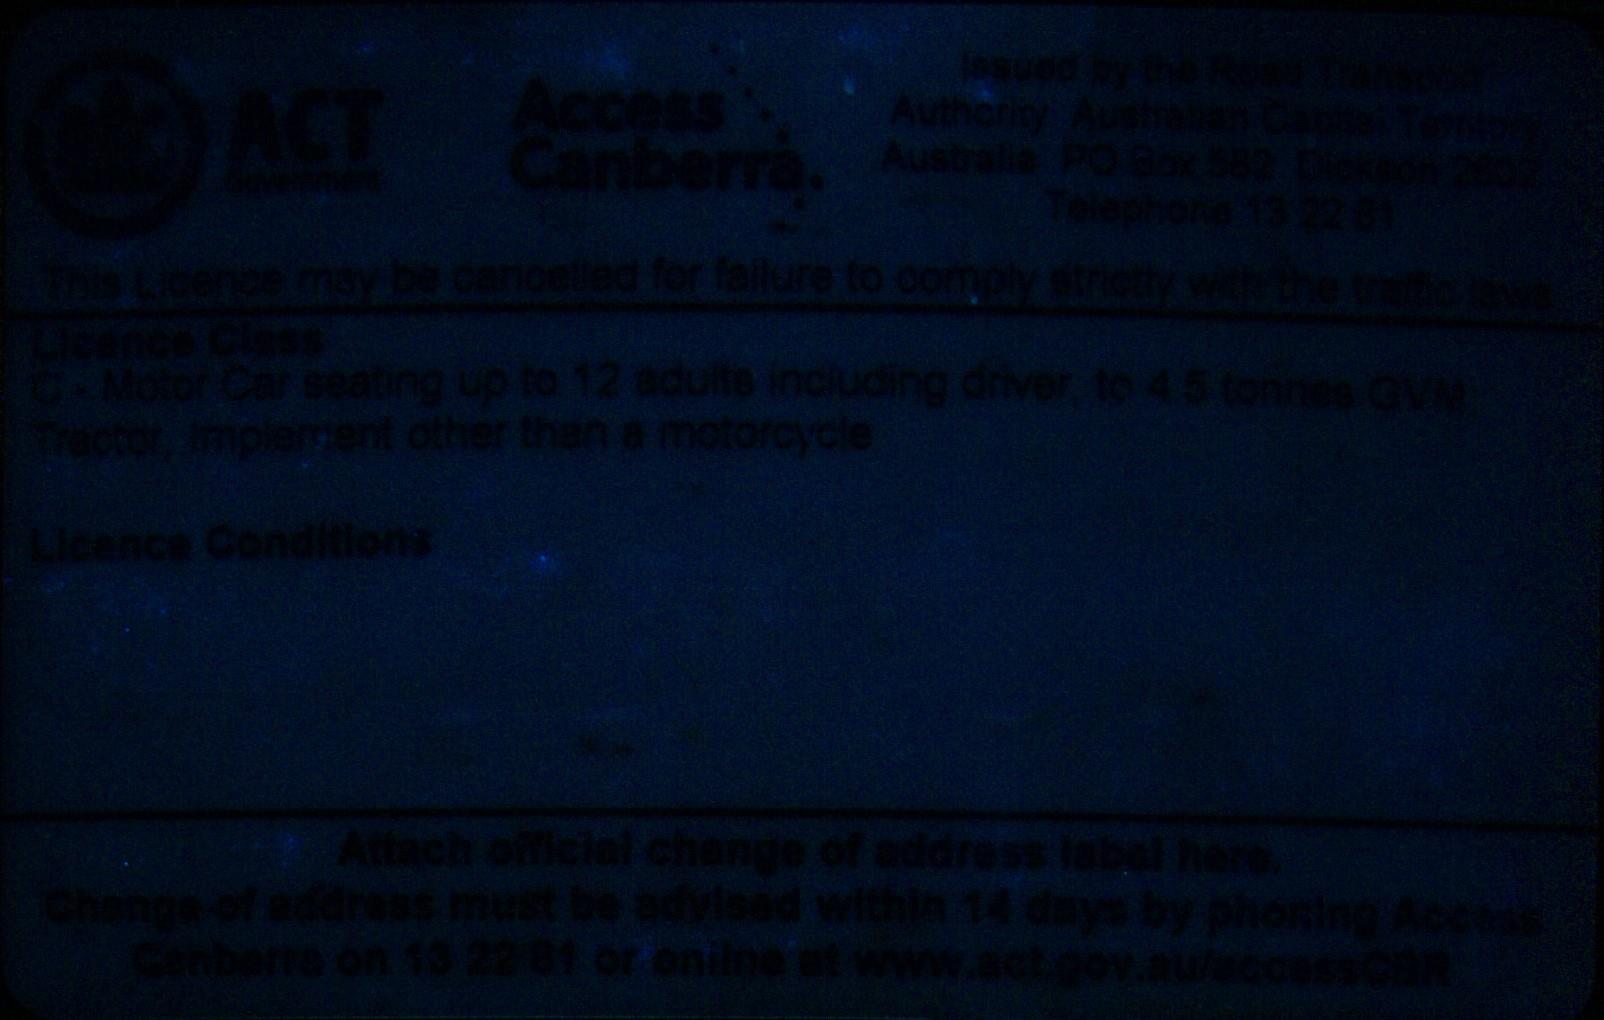 ACT
Government
Access
Canberra.
Issued by the Road Transport
Authority Australian Capital Territory
Australia PO Box 582 Dickson 2602
Telephone 13 22 81
This Licence may be cancelled for failure to comply strictly with the traffic laws
Licence Class
C - Motor Car seating up to 12 adults including driver, to 4.5 tonnes GVM
Tractor, Implement other than a motorcycle
Licence Conditions
Attach official change of address label here.
Change of address must be advised within 14 days by phoning Access
Canberra on 13 22 81 or online at www.act.gov.au/accessCBR